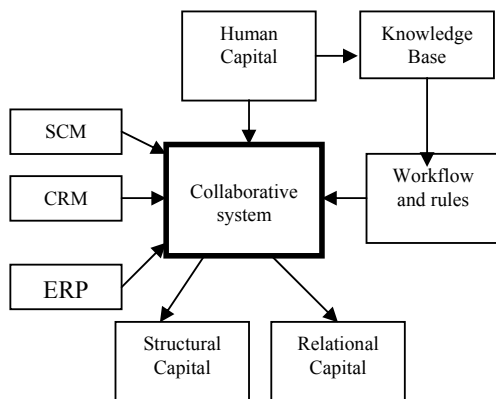 Human
Capital
Knowledge
Base
SCM
CRM
ERP
Collaborative
system
Workflow
and rules
Structural
Capital
Relational
Capital